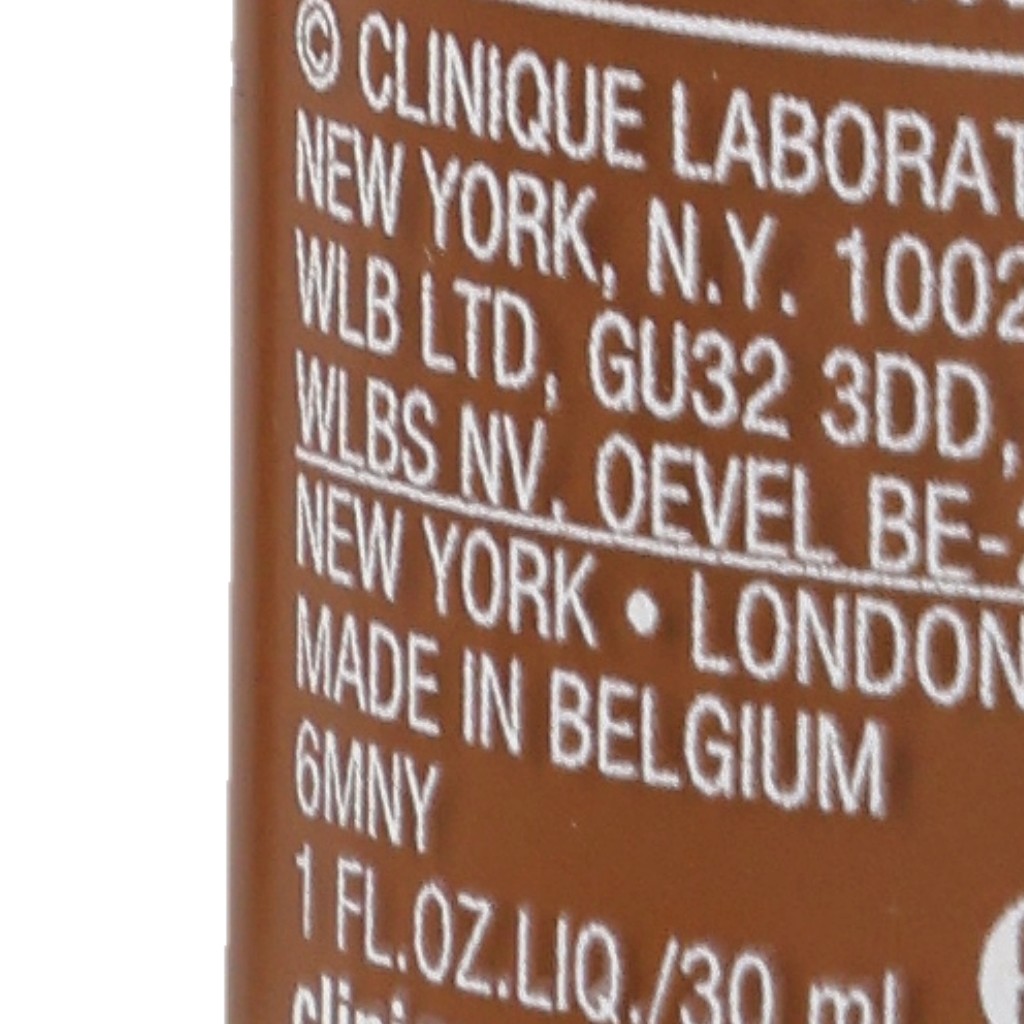 © CLINIQUE LABORAT
NEW YORK, N.Y. 1002
WLB LTD, GU32 3DD,
WLBS NV. OEVEL BE-
NEW YORK • LONDON
MADE IN BELGIUM
6MNY
1 FL.OZ.LIQ./30 ml